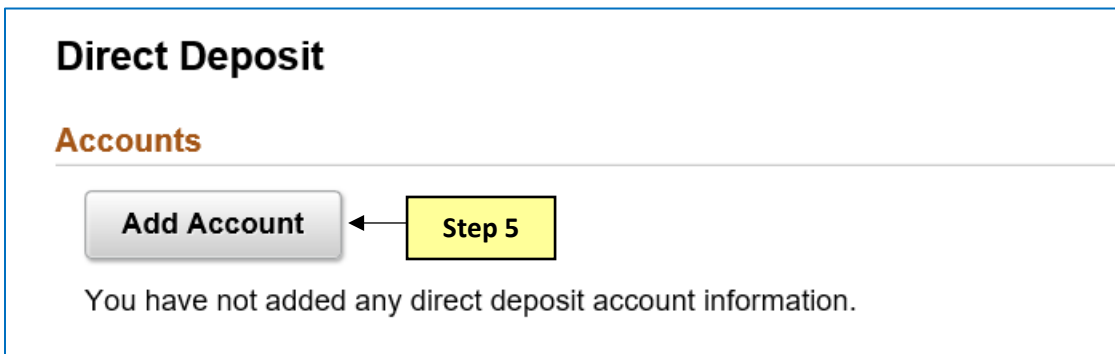 Direct Deposit
Accounts
Add Account
Step 5
You have not added any direct deposit account information.